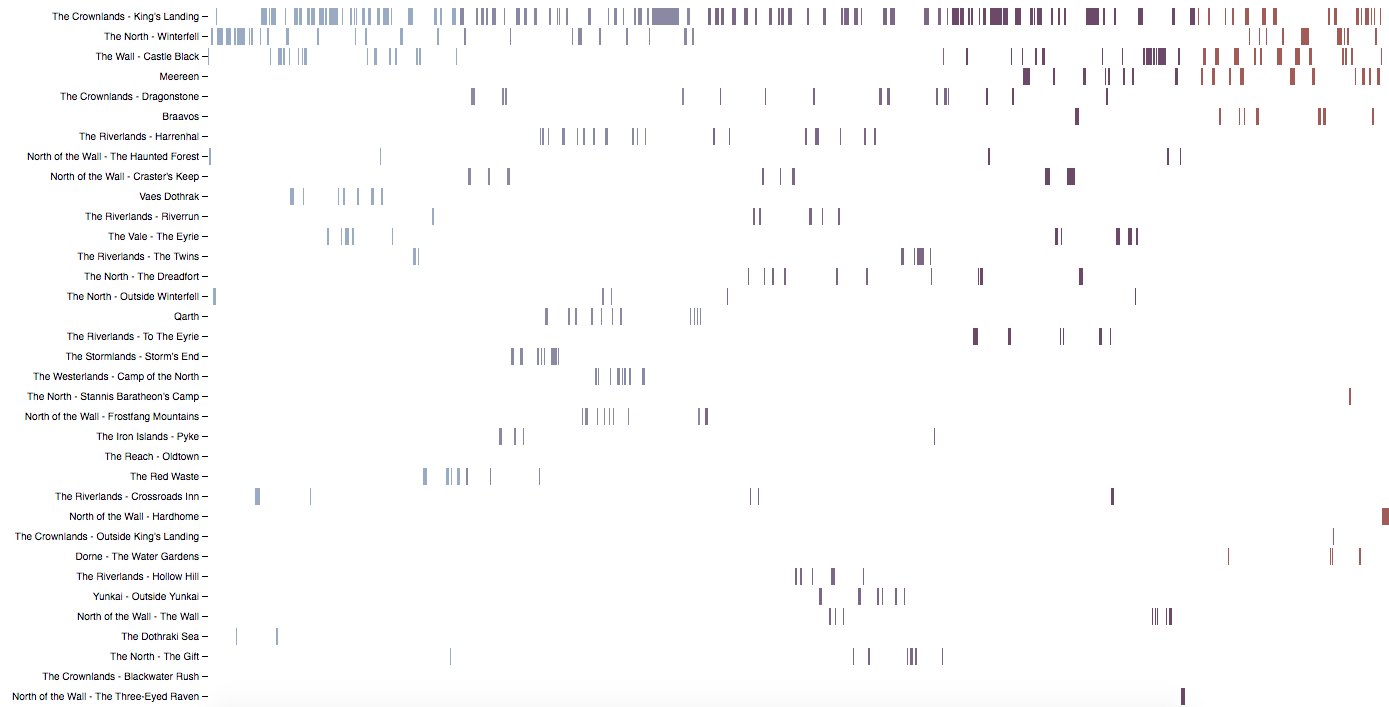 The Crownlands - King's Landing
The North - Winterfell
The Wall - Castle Black
Meereen
The Crownlands - Dragonstone
Braavos
The Riverlands - Harrenhal
North of the Wall - The Haunted Forest
North of the Wall - Craster's Keep
Vaes Dothrak
The Riverlands - Riverrun
The Vale - The Eyrie
The Riverlands - The Twins
The North - The Dreadfort
The North - Outside Winterfell
Qarth
The Riverlands - To The Eyrie
The Stormlands - Storm's End
The Westerlands - Camp of the North
The North - Stannis Baratheon's Camp
North of the Wall - Frostfang Mountains
The Iron Islands - Pyke
The Reach - Oldtown
The Red Waste
The Riverlands - Crossroads Inn
North of the Wall - Hardhome
The Crownlands - Outside King's Landing
Dorne - The Water Gardens
The Riverlands - Hollow Hill
Yunkai - Outside Yunkai
North of the Wall - The Wall
The Dothraki Sea
The North - The Gift
The Crownlands - Blackwater Rush
North of the Wall - The Three-Eyed Raven